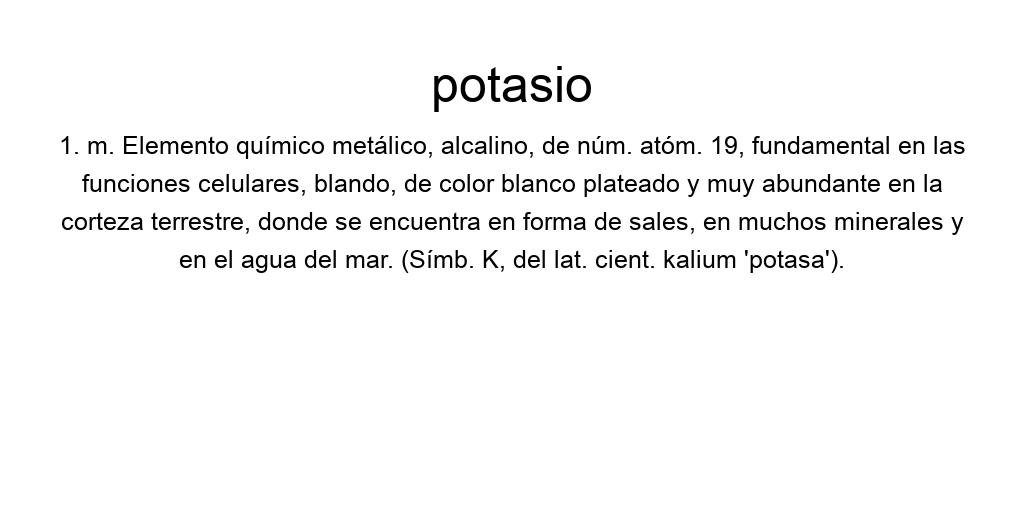 potasio
1. m. Elemento químico metálico, alcalino, de núm. atóm. 19, fundamental en las
funciones celulares, blando, de color blanco plateado y muy abundante en la
corteza terrestre, donde se encuentra en forma de sales, en muchos minerales y
en el agua del mar. (Símb. K, del lat. cient. kalium 'potasa').